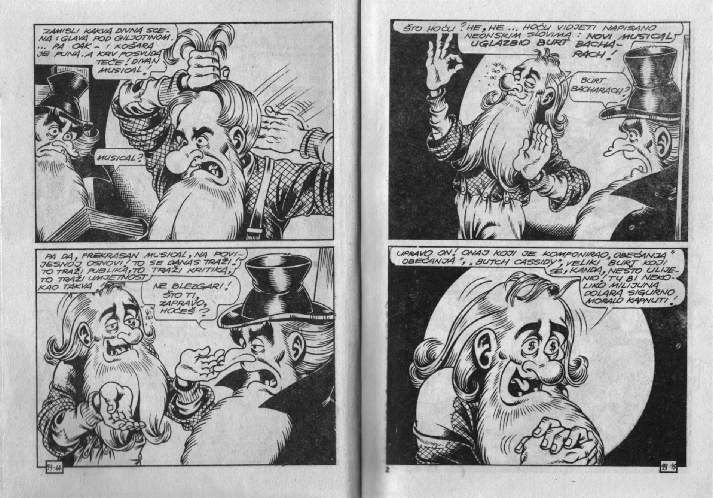 ZAMISLI KAKVA DIVNA SCE-
NA: GLAVA POD GILJOTINOM.
... PA CAK - I KOŠARA
JE PUNA. A KRV POSVUDA
TEČE! DIVAN
MUSICAL!
MUSICAL?
PA DA, PREKRASAN MUSICAL, NA POVI-
JESNOJ OSNOVI! TO SE DANAS TRAŽI!
TO TRAŽI PUBLIKA, TO TRAŽI KRITIKA,
TO TRAŽI UMJETNOST
KAO TAKVA!
NE BLEZGARI!
ŠTO TI,
ZAPRAVO,
HOĆEŠ?
ŠTO HOĆU? HE, HE ... HOĆU VIDJETI NAPISANO
NEONSKIM SLOVIMA: NOVI MUSICAL!
UGLAZBIO BURT BACHA-
RACH!
BURT
BACHARACH?
UPRAVO ON! ONAJ KOJI JE KOMPONIRAO „OBEĆANJA,
OBEĆANJA", „BUTCH CASSIDY", VELIKI BURT KOJI
SE, KANDA, NEŠTO ULIJE-
NIO! TU BI NEKO-
LIKO MILIJUNA
DOLARA SIGURNO
MORALO KAPNUTI!